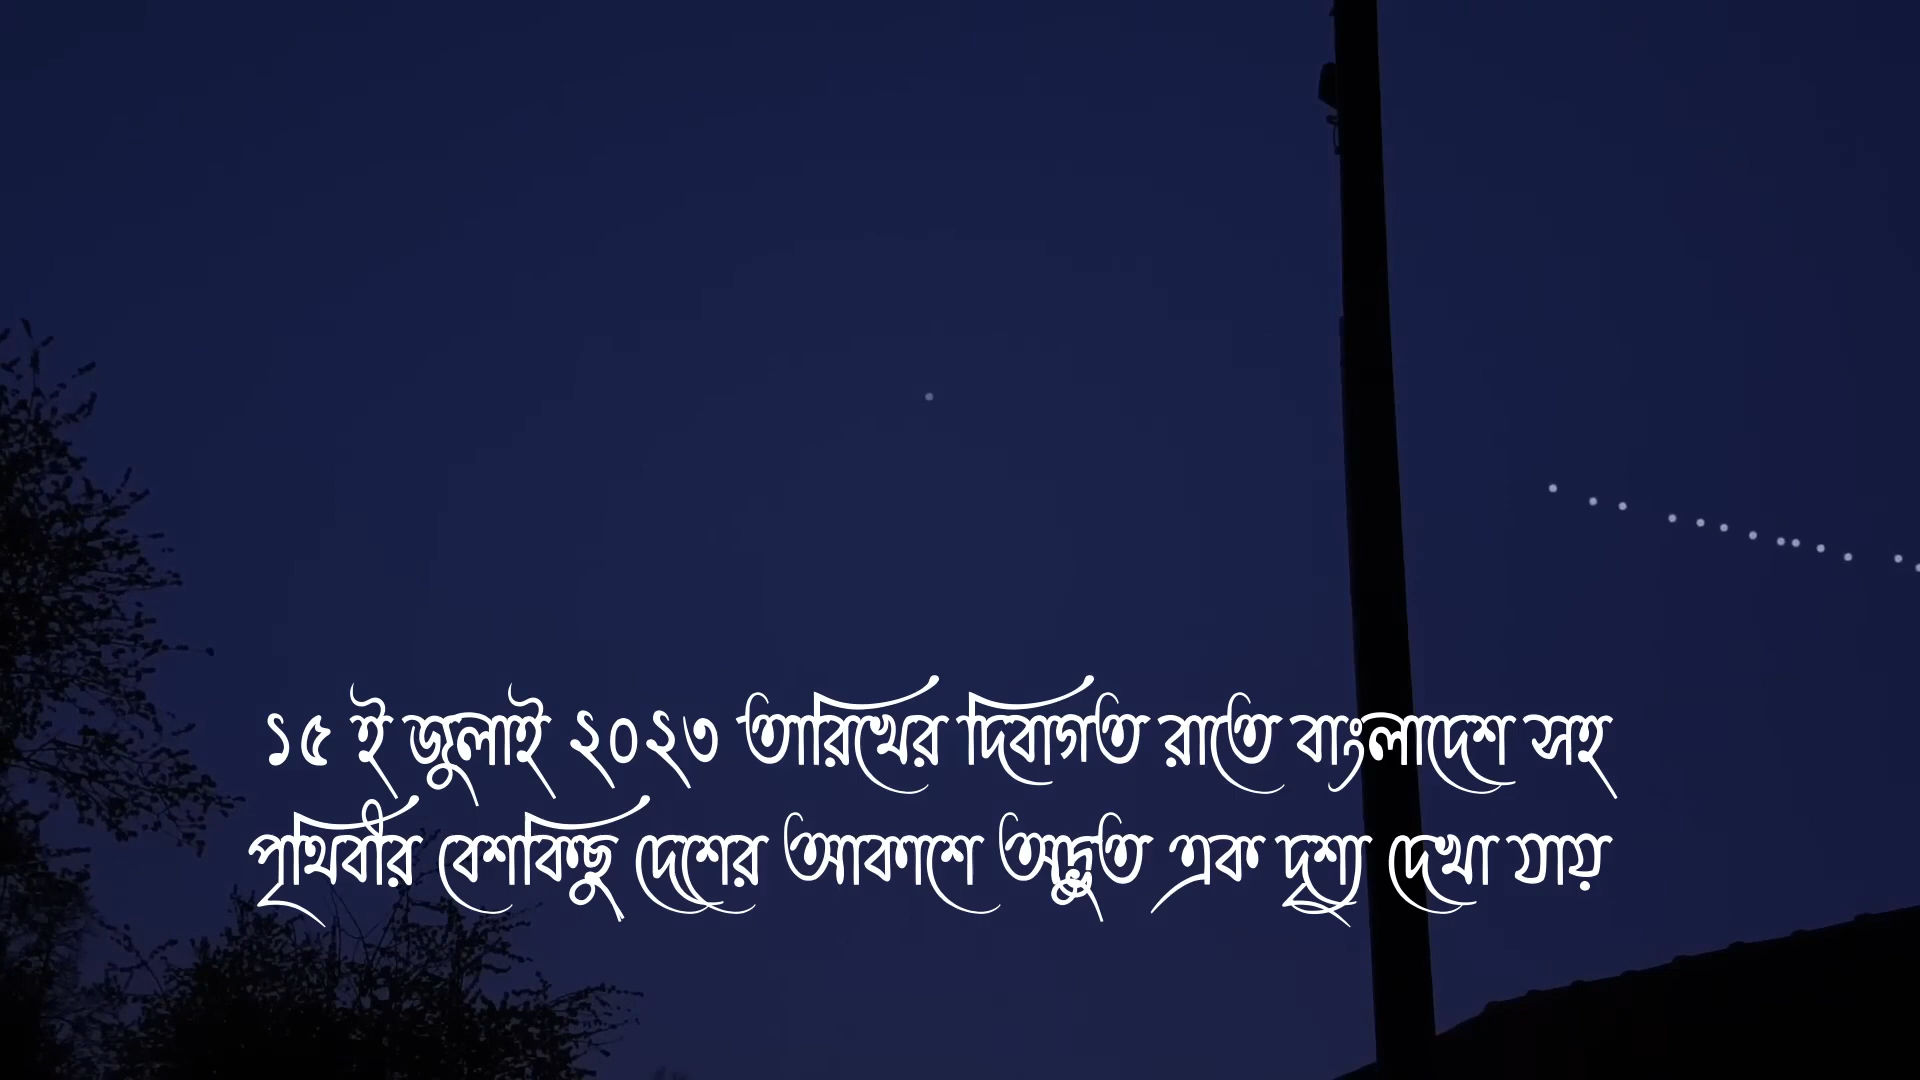 ১৫ ই জুলাই ২০২৩ তারিখের দিবাগত রাতে বাংলাদেশ সহ
পৃথিবীর বেশকিছু দেশের আকাশে অদ্ভুত এক দৃশ্য দেখা যায়